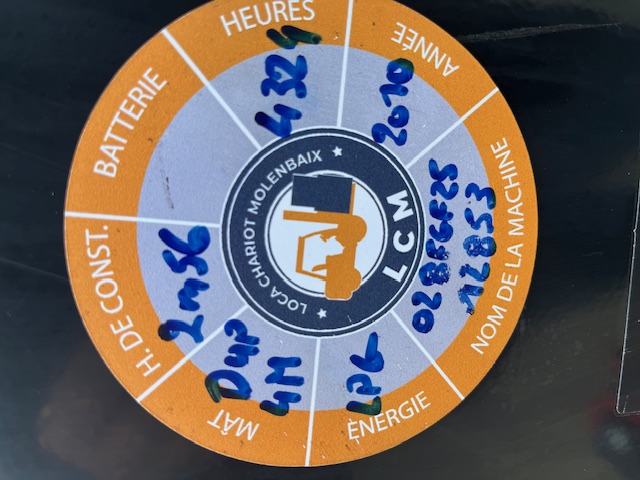 HEURES
4324
ANNÉE
2010
NOM DE LA MACHINE
12853
ÉNERGIE
LPG
MÂT
Dup
4M
H. DE CONST.
2m56
BATTERIE
LOCA CHARIOT MOLENBAIX
LCM